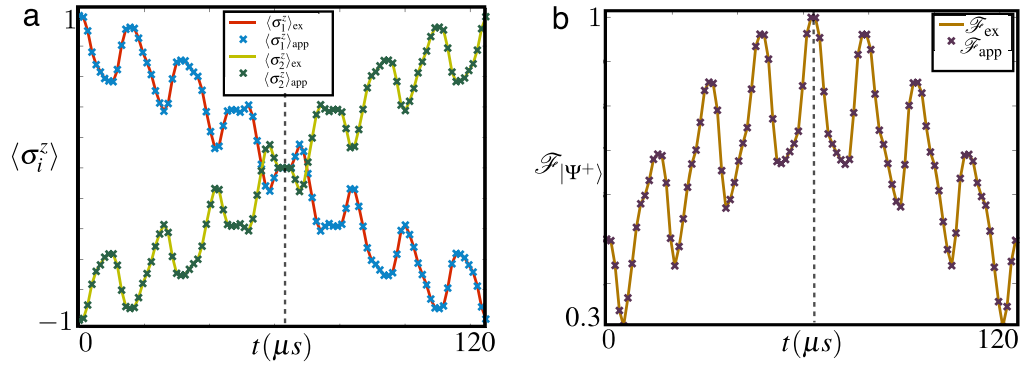 a
1
⟨σ₁ᶻ⟩ex
⟨σ₁ᶻ⟩app
⟨σ₂ᶻ⟩ex
⟨σ₂ᶻ⟩app
⟨σᵢᶻ⟩
−1
0
t(μs)
120
b
1
ℱex
ℱapp
ℱ|Ψ⁺⟩
0.3
0
t(μs)
120